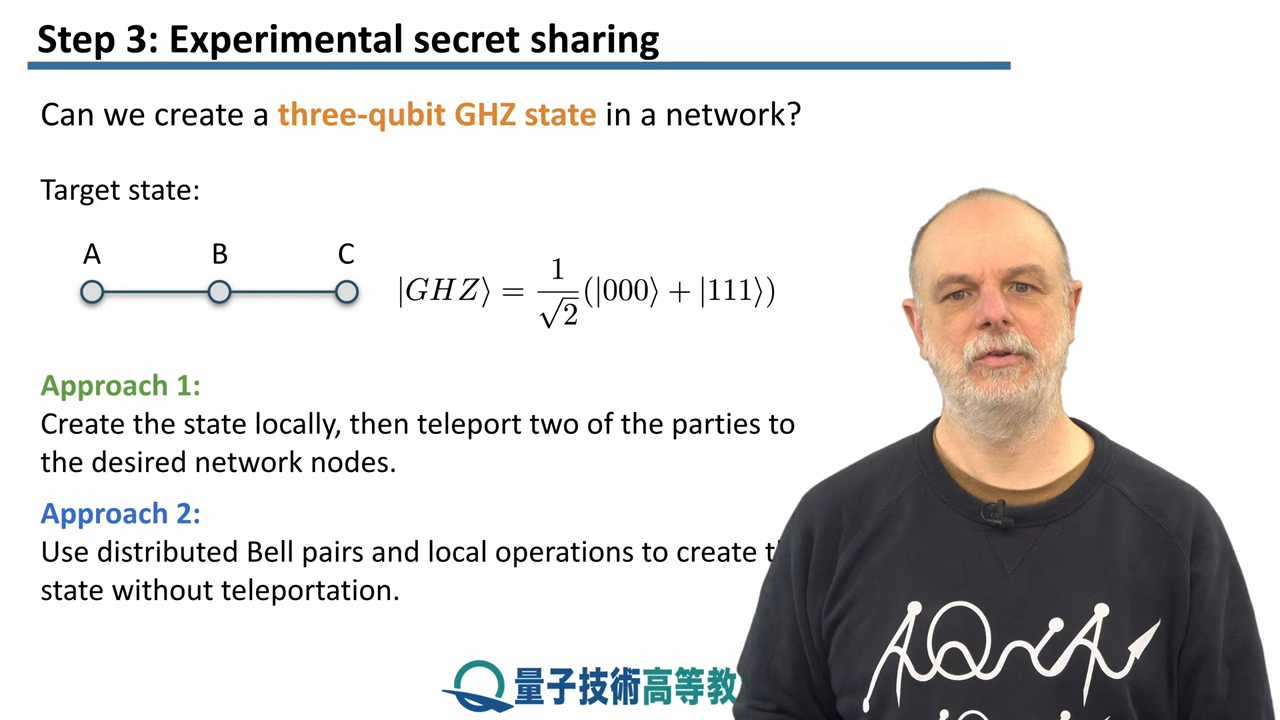 Step 3: Experimental secret sharing
Can we create a three-qubit GHZ state in a network?
Target state:
A B C
|GHZ⟩ = 1/√2 (|000⟩ + |111⟩)
Approach 1:
Create the state locally, then teleport two of the parties to
the desired network nodes.
Approach 2:
Use distributed Bell pairs and local operations to create
state without teleportation.
量子技術高等教